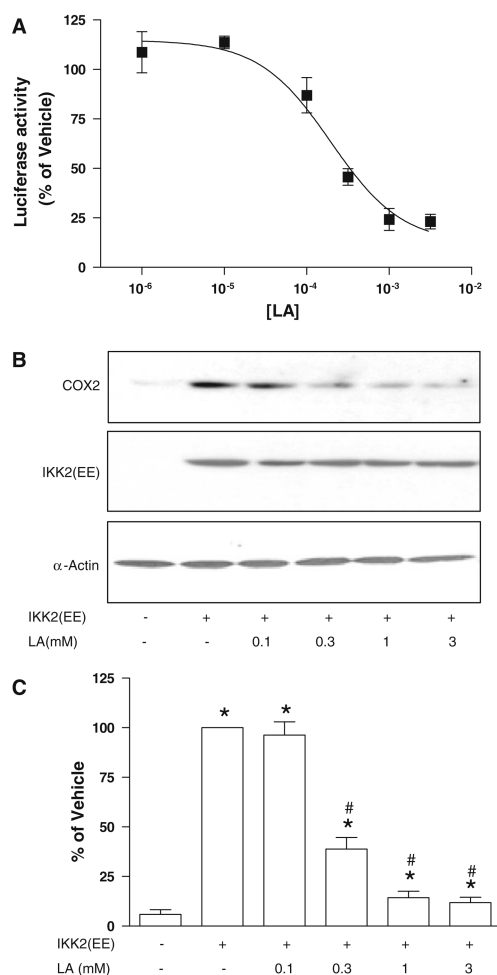 A
Luciferase activity
(% of Vehicle)
125
100
75
50
25
0
10-6
10-5
10-4
10-3
10-2
[LA]
B
COX2
IKK2(EE)
α-Actin
IKK2(EE) - + + + + +
LA(mM) - - 0.1 0.3 1 3
C
% of Vehicle
125
100
75
50
25
0
*
*
#
*
#
*
#
*
IKK2(EE) - + + + + +
LA (mM) - - 0.1 0.3 1 3